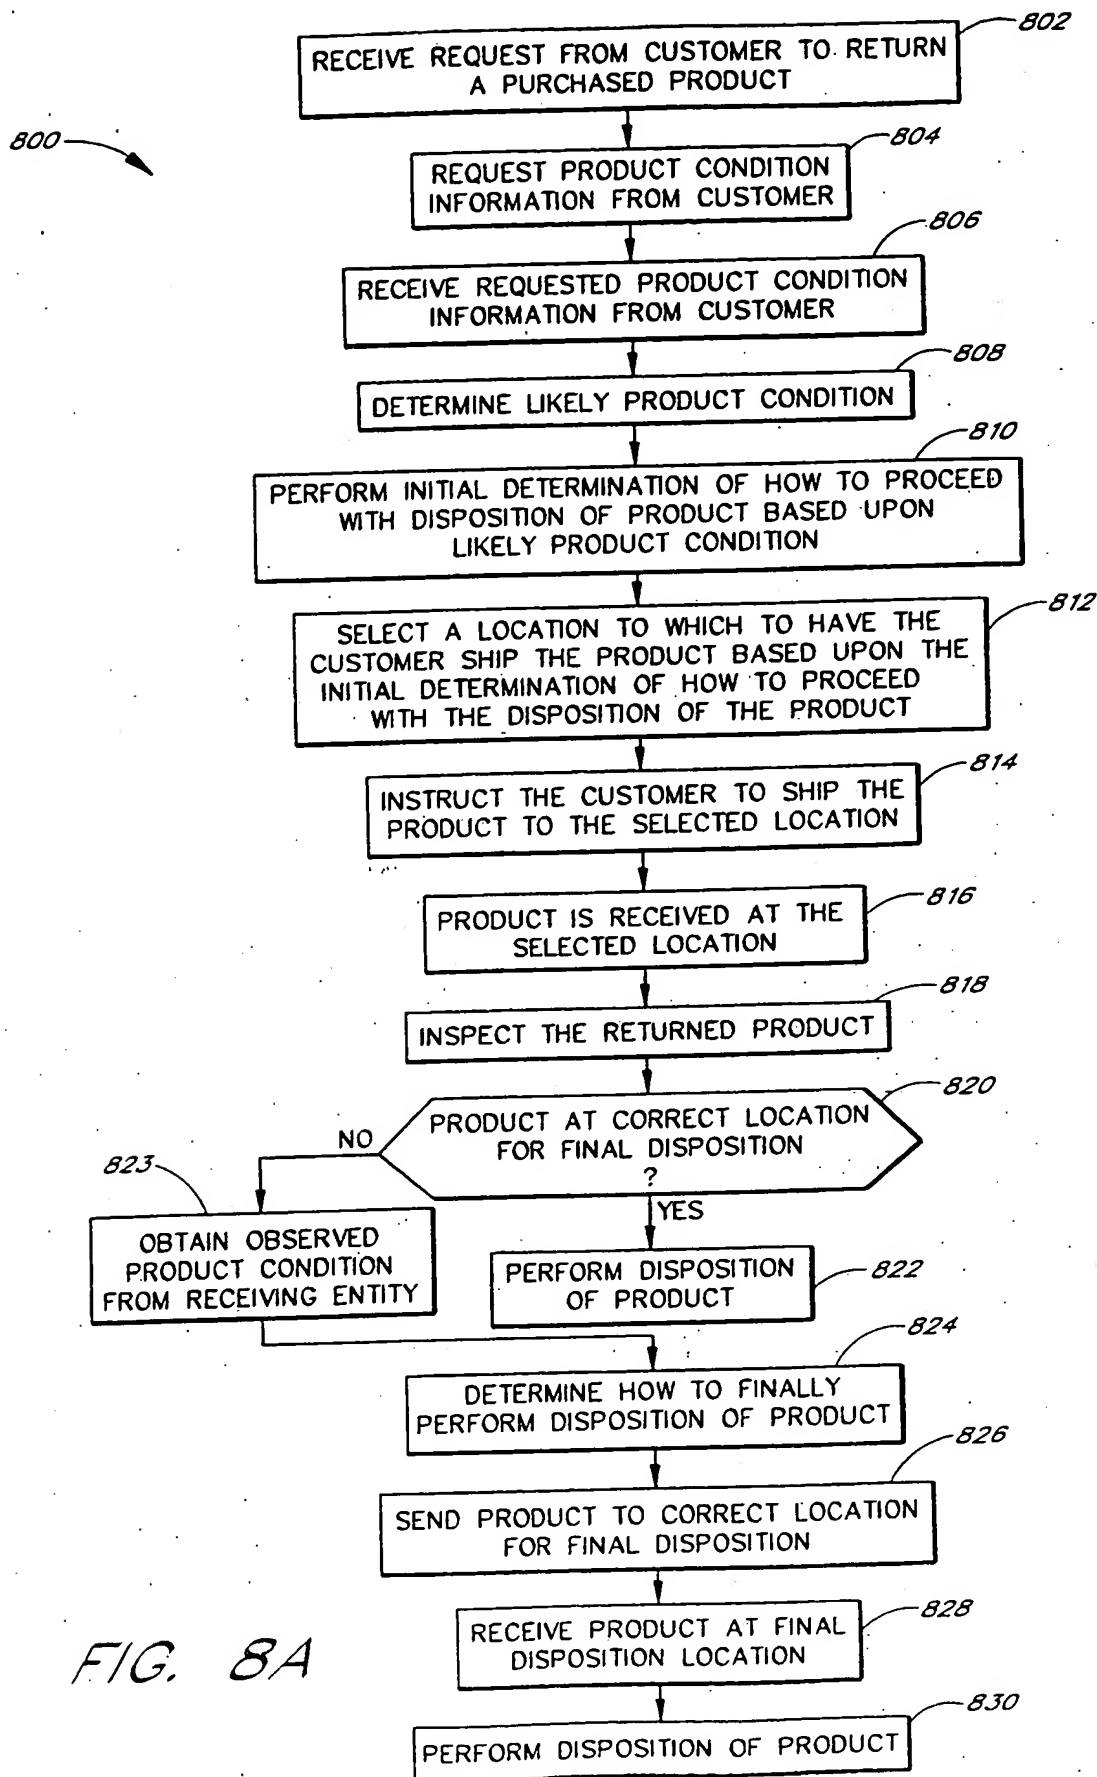 802
RECEIVE REQUEST FROM CUSTOMER TO RETURN
A PURCHASED PRODUCT
800
804
REQUEST PRODUCT CONDITION
INFORMATION FROM CUSTOMER
806
RECEIVE REQUESTED PRODUCT CONDITION
INFORMATION FROM CUSTOMER
808
DETERMINE LIKELY PRODUCT CONDITION
810
PERFORM INITIAL DETERMINATION OF HOW TO PROCEED
WITH DISPOSITION OF PRODUCT BASED UPON
LIKELY PRODUCT CONDITION
812
SELECT A LOCATION TO WHICH TO HAVE THE
CUSTOMER SHIP THE PRODUCT BASED UPON THE
INITIAL DETERMINATION OF HOW TO PROCEED
WITH THE DISPOSITION OF THE PRODUCT
814
INSTRUCT THE CUSTOMER TO SHIP THE
PRODUCT TO THE SELECTED LOCATION
816
PRODUCT IS RECEIVED AT THE
SELECTED LOCATION
818
INSPECT THE RETURNED PRODUCT
820
PRODUCT AT CORRECT LOCATION
FOR FINAL DISPOSITION
?
NO
YES
823
OBTAIN OBSERVED
PRODUCT CONDITION
FROM RECEIVING ENTITY
PERFORM DISPOSITION
OF PRODUCT
822
824
DETERMINE HOW TO FINALLY
PERFORM DISPOSITION OF PRODUCT
826
SEND PRODUCT TO CORRECT LOCATION
FOR FINAL DISPOSITION
828
RECEIVE PRODUCT AT FINAL
DISPOSITION LOCATION
FIG. 8A
830
PERFORM DISPOSITION OF PRODUCT